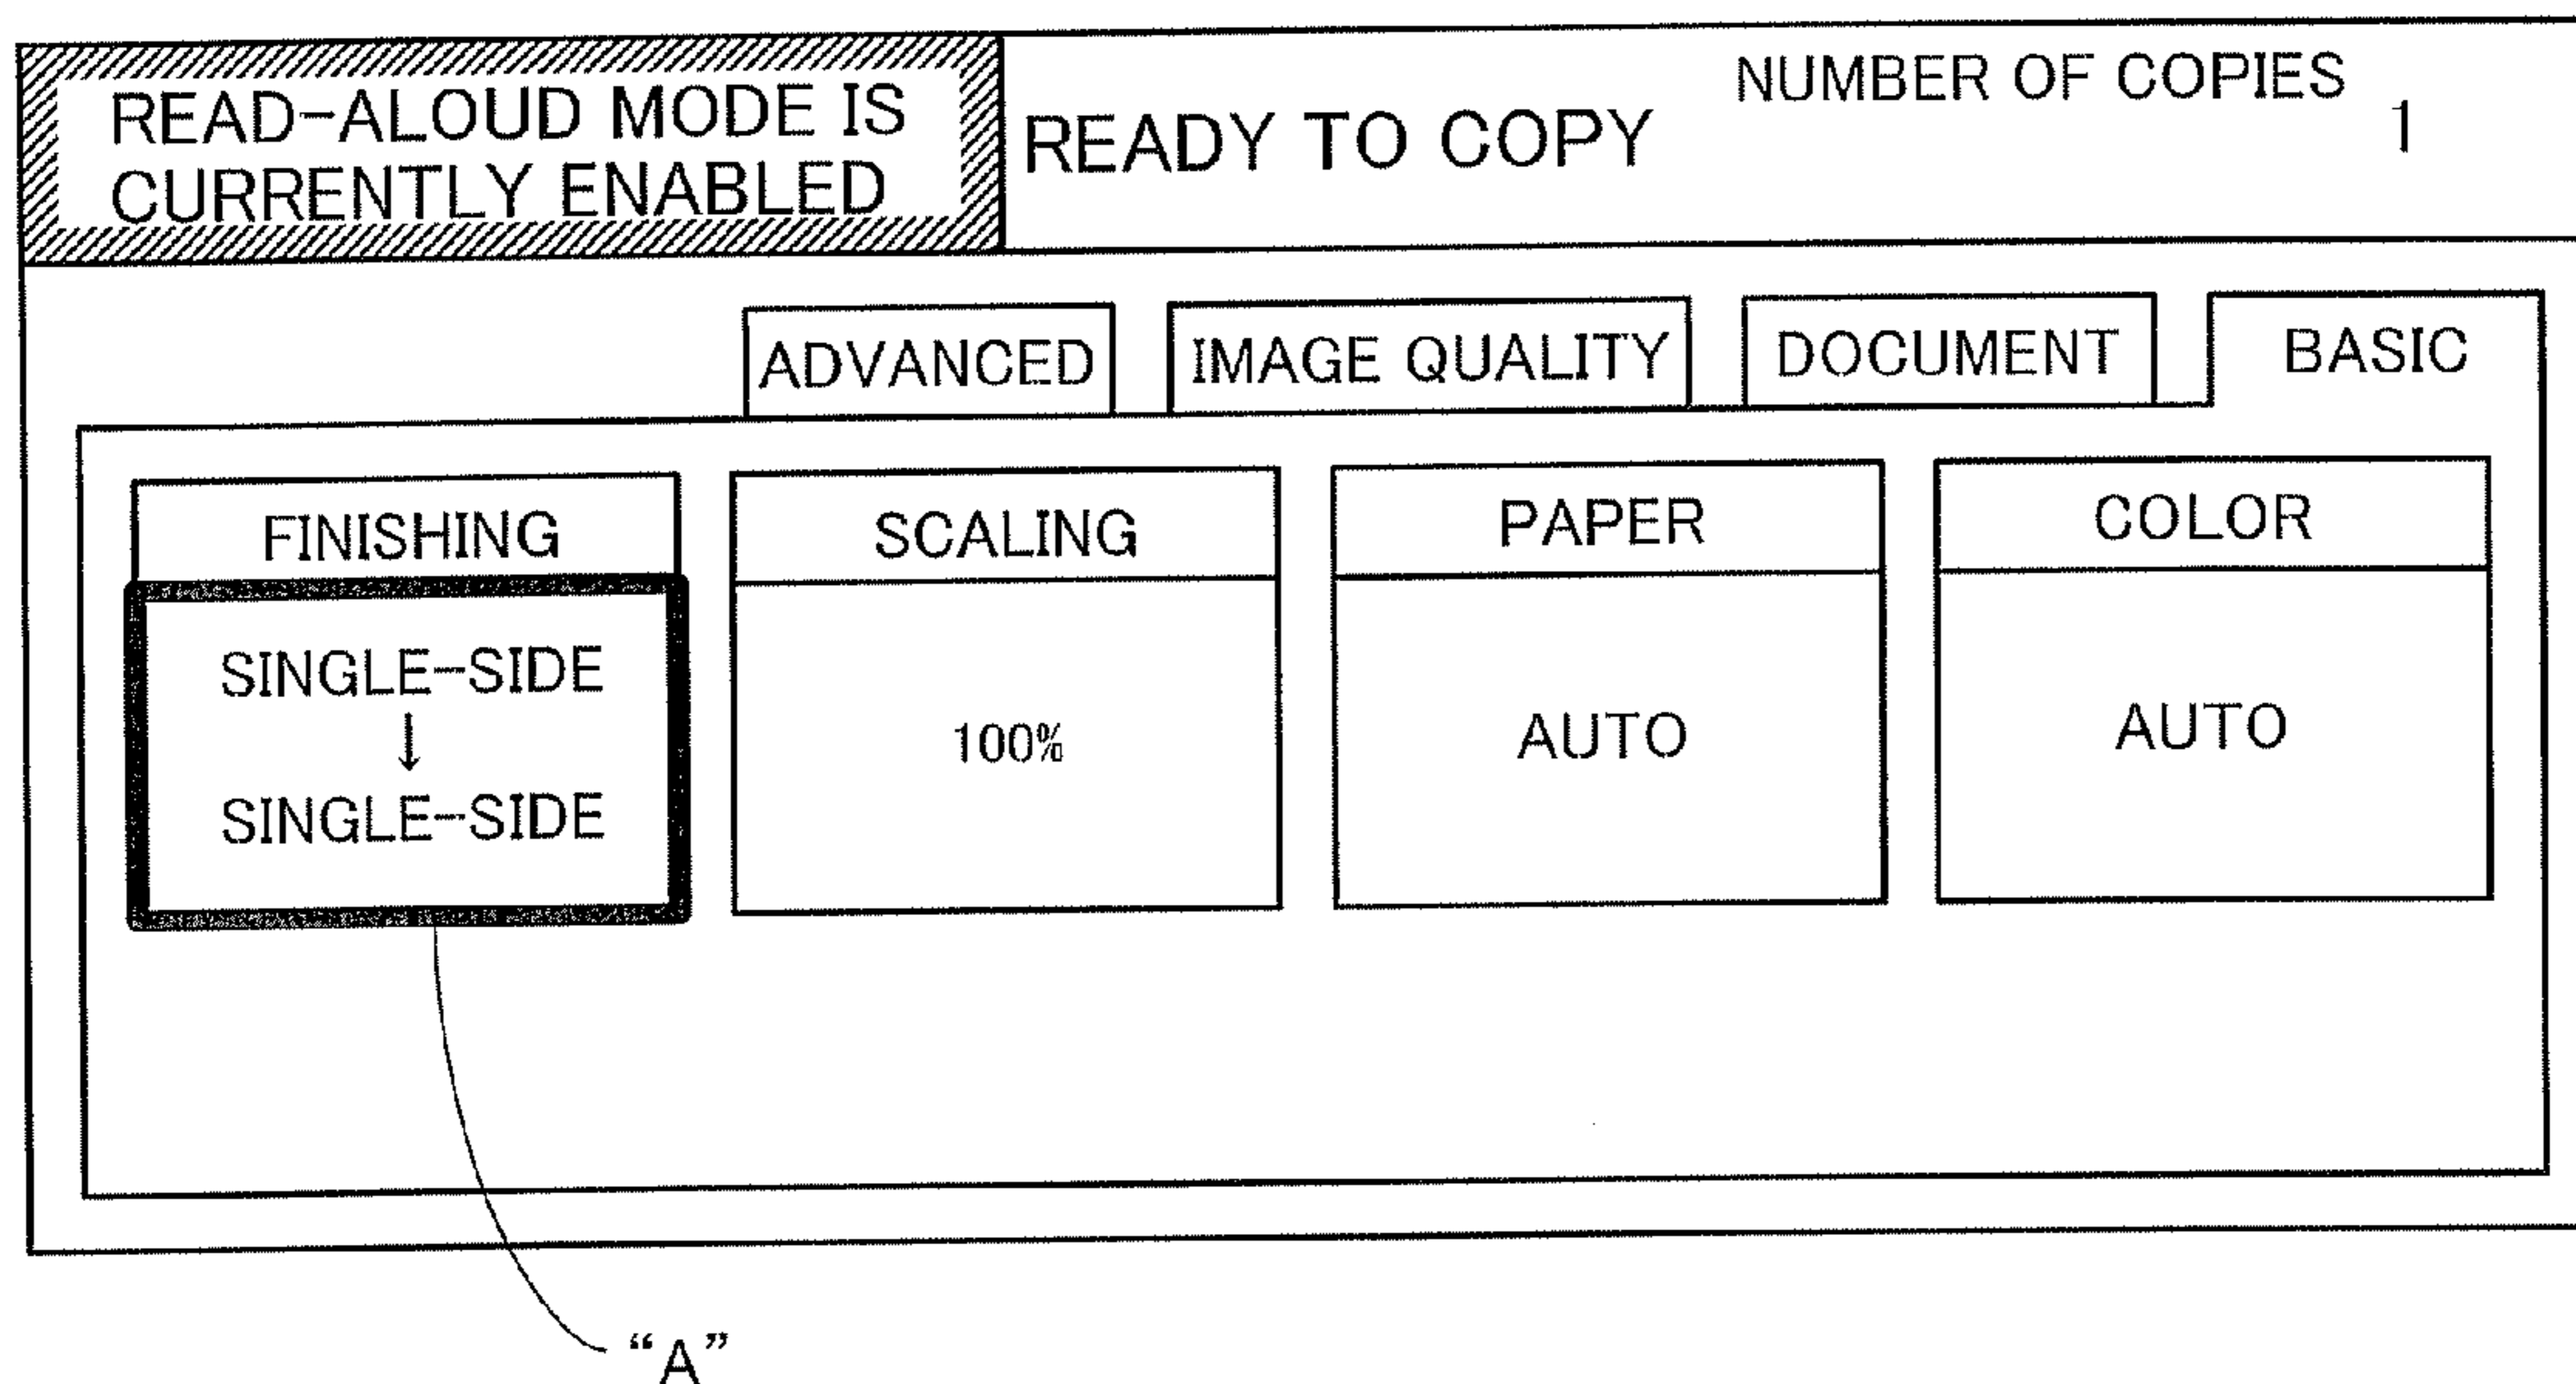 READ-ALOUD MODE IS
CURRENTLY ENABLED
READY TO COPY
NUMBER OF COPIES
1
ADVANCED
IMAGE QUALITY
DOCUMENT
BASIC
FINISHING
SINGLE-SIDE
↓
SINGLE-SIDE
SCALING
100%
PAPER
AUTO
COLOR
AUTO
“A”